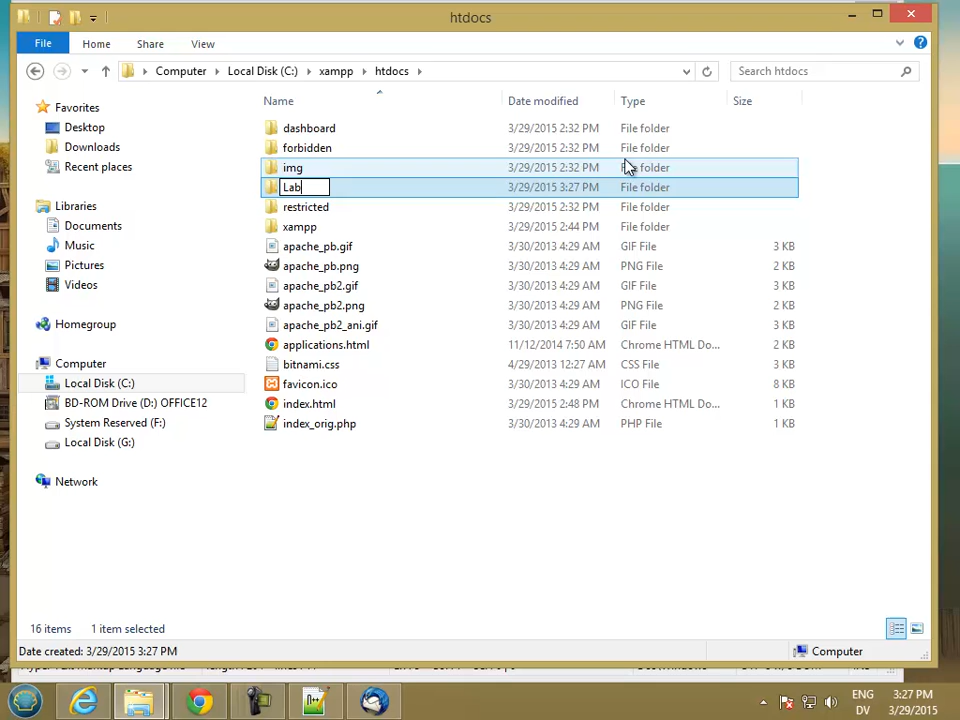 htdocs
File Home Share View
Computer Local Disk (C:) xampp htdocs
Search htdocs
Name Date modified Type Size
Favorites
Desktop
Downloads
Recent places
Libraries
Documents
Music
Pictures
Videos
Homegroup
Computer
Local Disk (C:)
BD-ROM Drive (D:) OFFICE12
System Reserved (F:)
Local Disk (G:)
Network
dashboard 3/29/2015 2:32 PM File folder
forbidden 3/29/2015 2:32 PM File folder
img 3/29/2015 2:32 PM File folder
Lab 3/29/2015 3:27 PM File folder
restricted 3/29/2015 2:32 PM File folder
xampp 3/29/2015 2:44 PM File folder
apache_pb.gif 3/30/2013 4:29 AM GIF File 3 KB
apache_pb.png 3/30/2013 4:29 AM PNG File 2 KB
apache_pb2.gif 3/30/2013 4:29 AM GIF File 3 KB
apache_pb2.png 3/30/2013 4:29 AM PNG File 2 KB
apache_pb2_ani.gif 3/30/2013 4:29 AM GIF File 3 KB
applications.html 11/12/2014 7:50 AM Chrome HTML Do... 4 KB
bitnami.css 4/29/2013 12:27 AM CSS File 3 KB
favicon.ico 3/30/2013 4:29 AM ICO File 8 KB
index.html 3/29/2015 2:48 PM Chrome HTML Do... 1 KB
index_orig.php 3/30/2013 4:29 AM PHP File 1 KB
16 items 1 item selected
Date created: 3/29/2015 3:27 PM Computer
ENG 3:27 PM
DV 3/29/2015